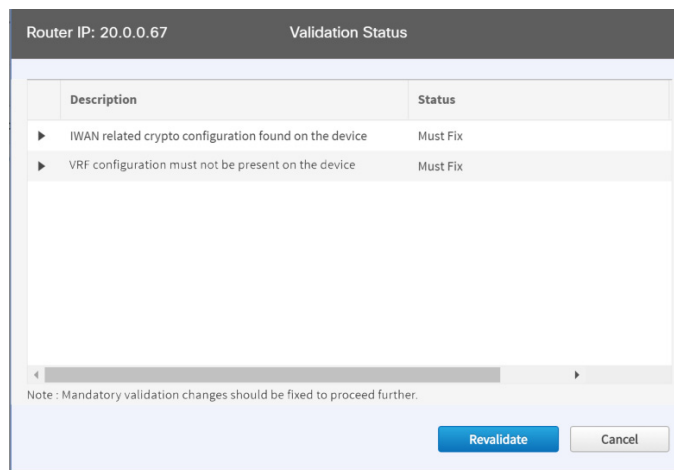 Router IP: 20.0.0.67 Validation Status
Description Status
IWAN related crypto configuration found on the device Must Fix
VRF configuration must not be present on the device Must Fix
Note : Mandatory validation changes should be fixed to proceed further.
Revalidate Cancel